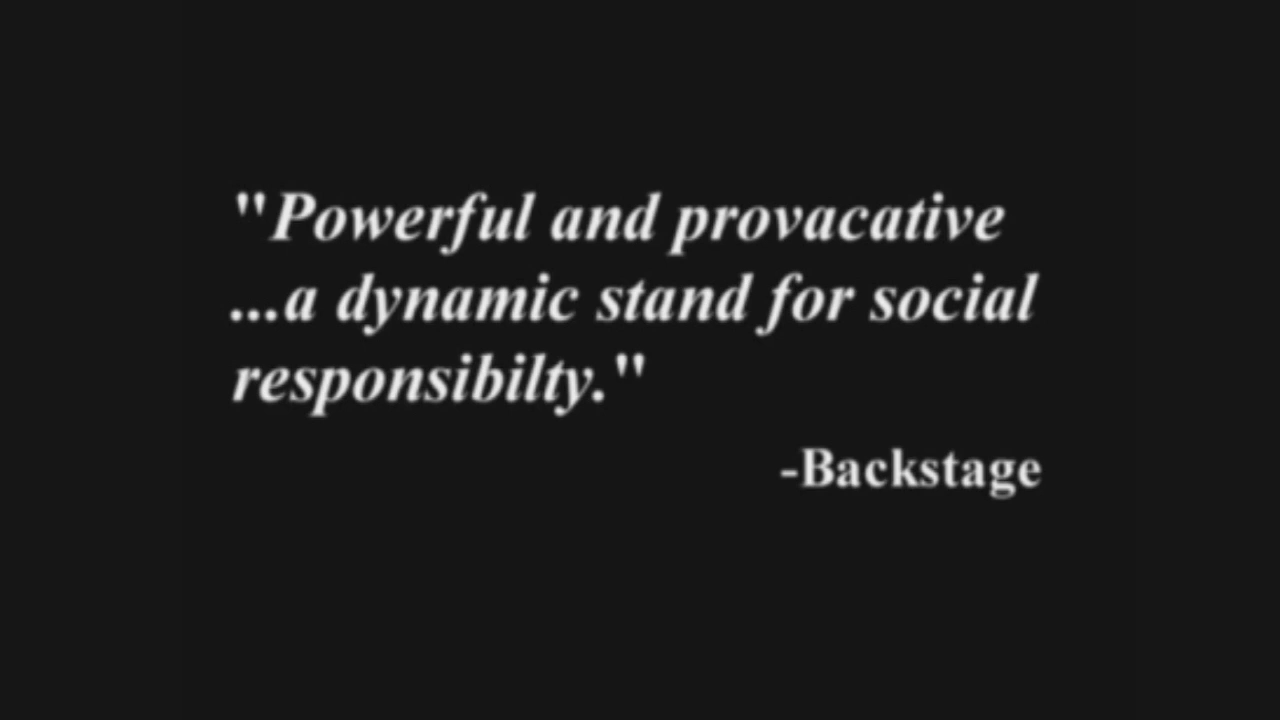 "Powerful and provacative
...a dynamic stand for social
responsibilty."
-Backstage